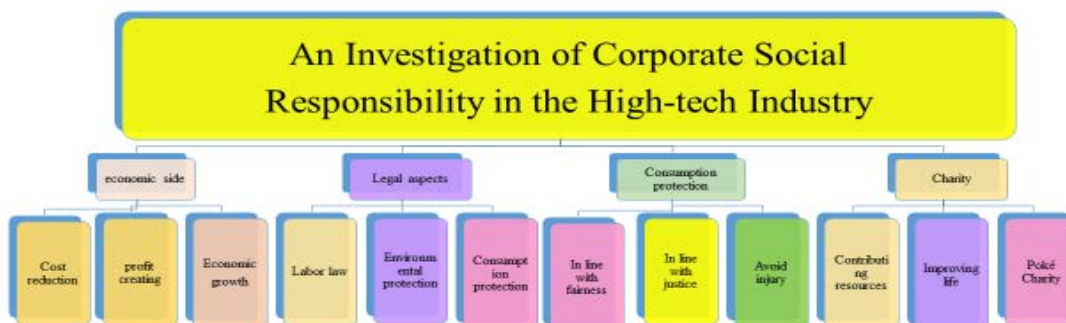 An Investigation of Corporate Social
Responsibility in the High-tech Industry
economic side
Legal aspects
Consumption
protection
Charity
Cost
reduction
profit
creating
Economic
growth
Labor law
Environm
ental
protection
Consumpt
ion
protection
In line
with
fairness
In line
with
justice
Avoid
injury
Contributi
ng
resources
Improving
life
Poké
Charity